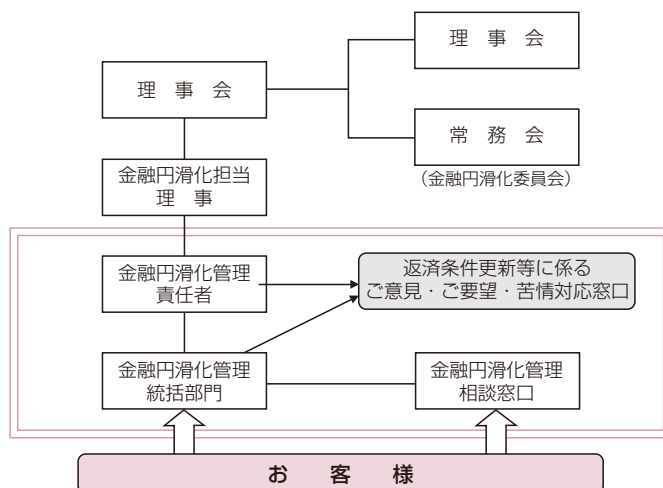 理　事　会
理　事　会
常　務　会
（金融円滑化委員会）
金融円滑化担当
理　事
金融円滑化管理
責任者
返済条件更新等に係る
ご意見・ご要望・苦情対応窓口
金融円滑化管理
統括部門
金融円滑化管理
相談窓口
お　客　様